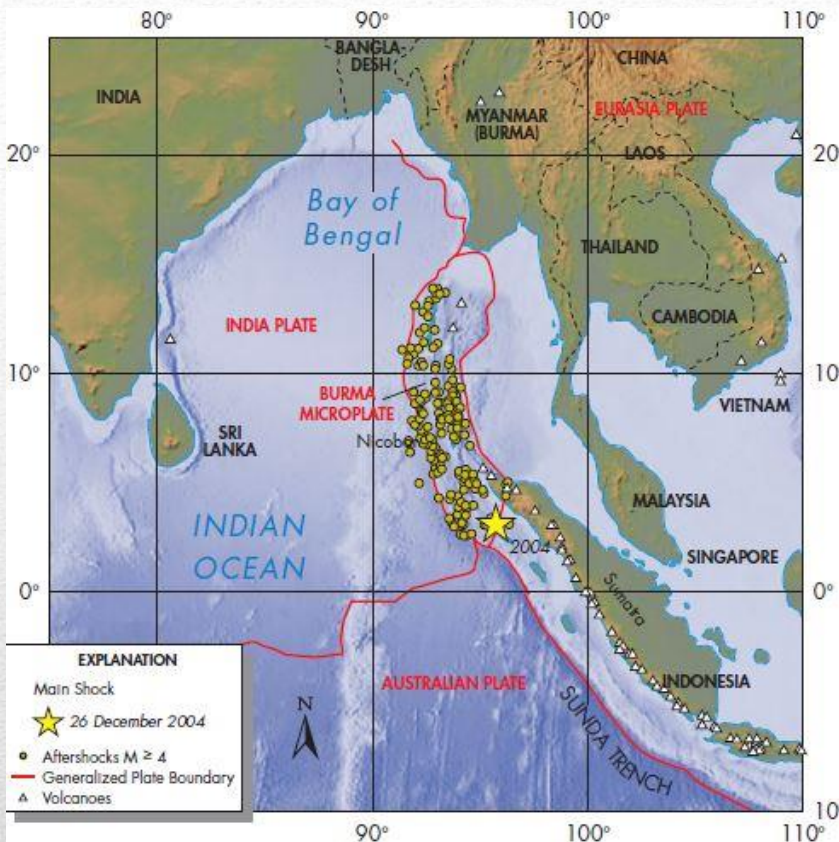 80°
90°
100°
110°
BANGLA-
DESH
CHINA
INDIA
MYANMAR
(BURMA)
EURASIA PLATE
20°
20°
LAOS
Bay of
Bengal
THAILAND
INDIA PLATE
CAMBODIA
10°
10°
BURMA
MICROPLATE
VIETNAM
SRI
LANKA
Nicobar
MALAYSIA
INDIAN
OCEAN
2004
SINGAPORE
0°
0°
Sumatra
INDONESIA
AUSTRALIAN PLATE
SUNDA TRENCH
EXPLANATION
Main Shock
26 December 2004
Aftershocks M ≥ 4
Generalized Plate Boundary
Volcanoes
N
10
90°
100°
110°